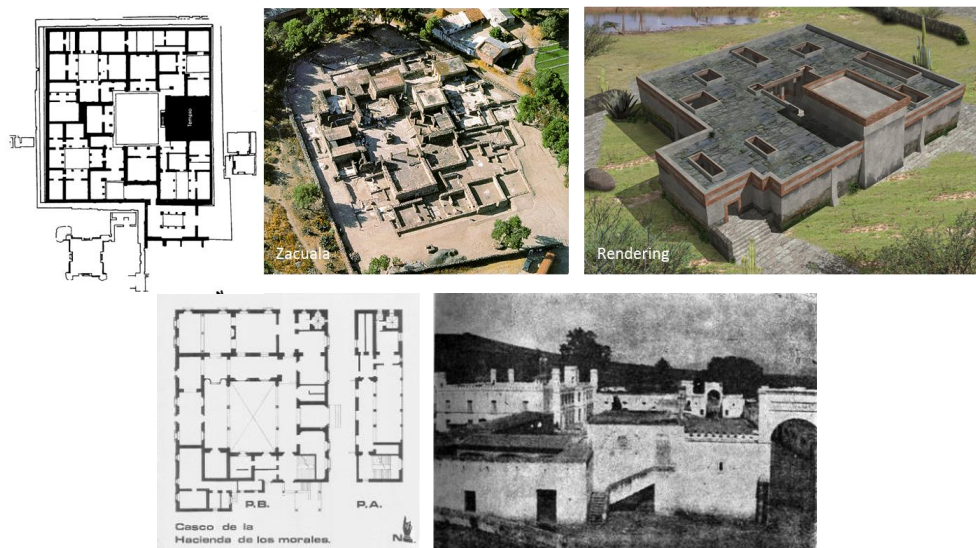 Templo
Zacuala
Rendering
P.B.
P.A.
Casco de la
Hacienda de los morales.
N